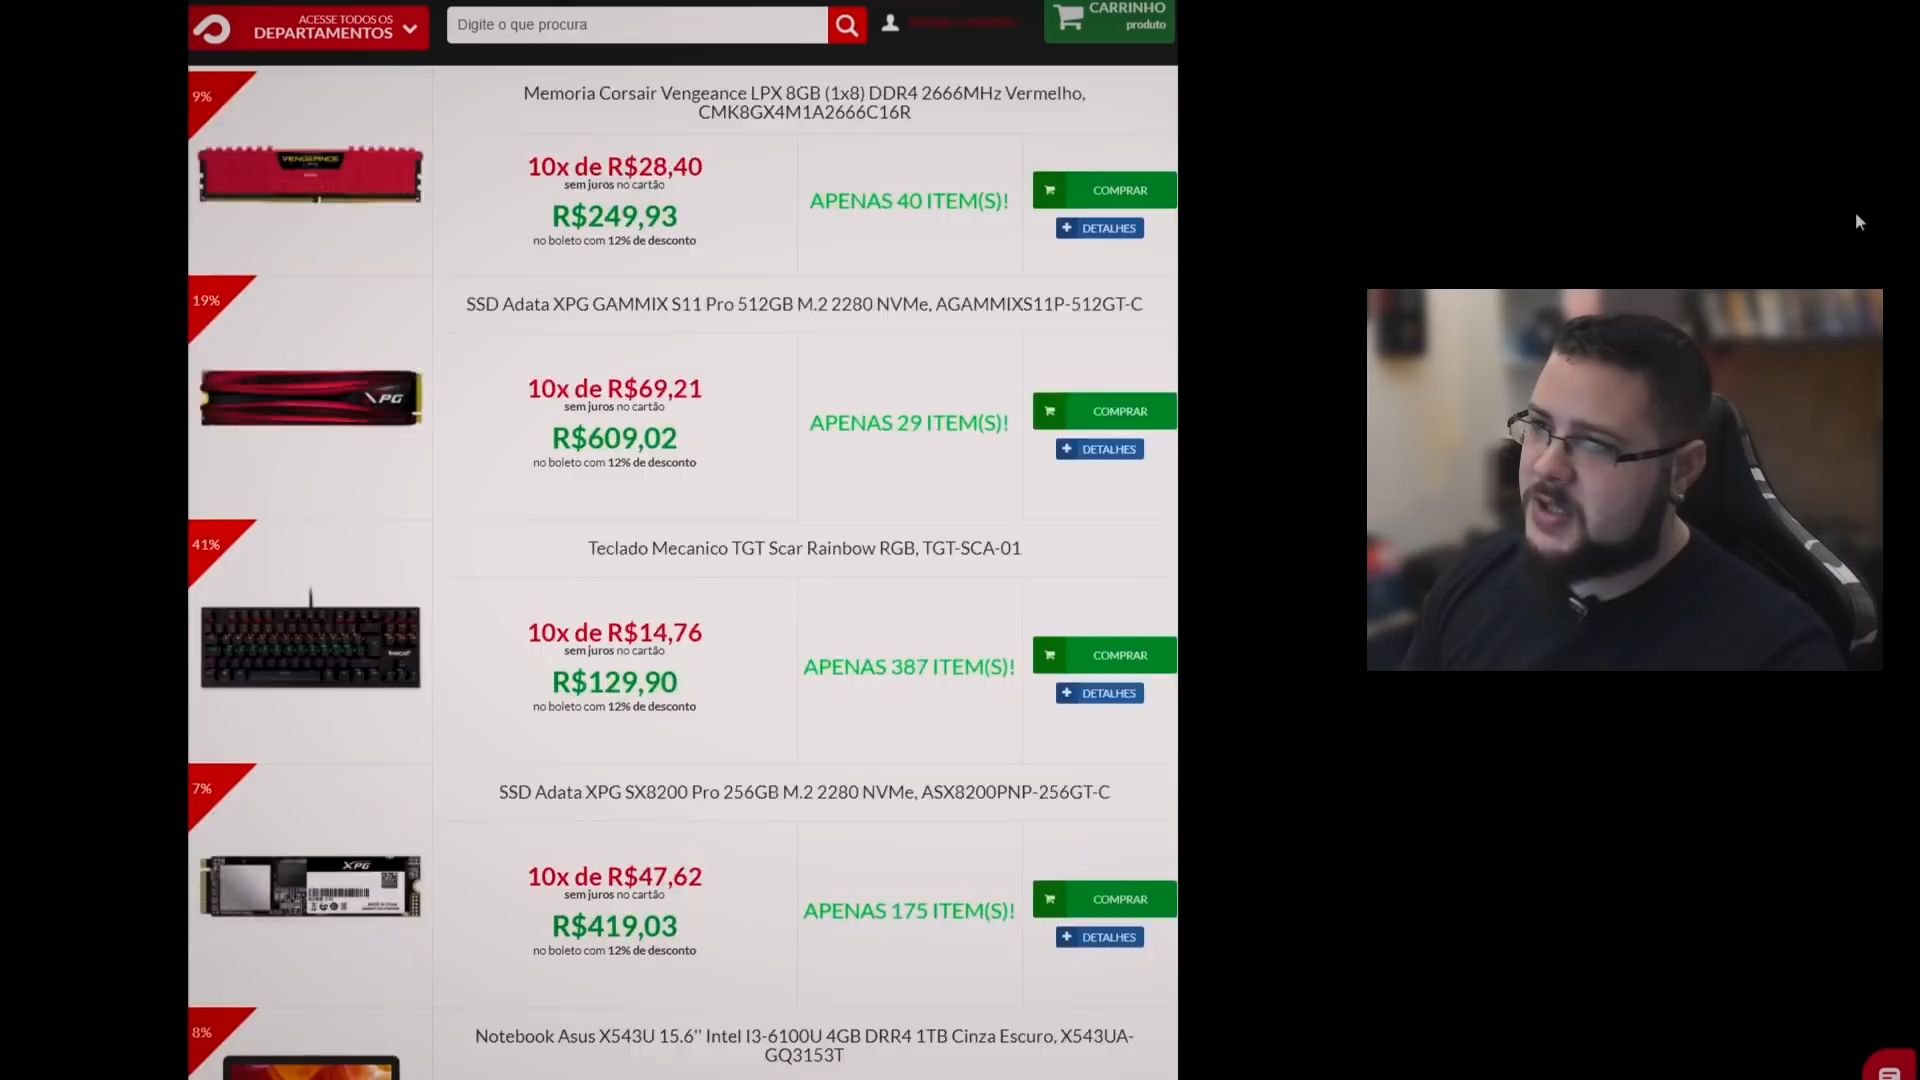 ACESSE TODOS OS
DEPARTAMENTOS
Digite o que procura
CARRINHO
produto
9%
Memoria Corsair Vengeance LPX 8GB (1x8) DDR4 2666MHz Vermelho,
CMK8GX4M1A2666C16R
VENGEANCE
10x de R$28,40
sem juros no cartão
R$249,93
no boleto com 12% de desconto
APENAS 40 ITEM(S)!
COMPRAR
DETALHES
19%
SSD Adata XPG GAMMIX S11 Pro 512GB M.2 2280 NVMe, AGAMMIXS11P-512GT-C
XPG
10x de R$69,21
sem juros no cartão
R$609,02
no boleto com 12% de desconto
APENAS 29 ITEM(S)!
COMPRAR
DETALHES
41%
Teclado Mecanico TGT Scar Rainbow RGB, TGT-SCA-01
10x de R$14,76
sem juros no cartão
R$129,90
no boleto com 12% de desconto
APENAS 387 ITEM(S)!
COMPRAR
DETALHES
7%
SSD Adata XPG SX8200 Pro 256GB M.2 2280 NVMe, ASX8200PNP-256GT-C
XPG
10x de R$47,62
sem juros no cartão
R$419,03
no boleto com 12% de desconto
APENAS 175 ITEM(S)!
COMPRAR
DETALHES
8%
Notebook Asus X543U 15.6'' Intel I3-6100U 4GB DRR4 1TB Cinza Escuro, X543UA-
GQ3153T